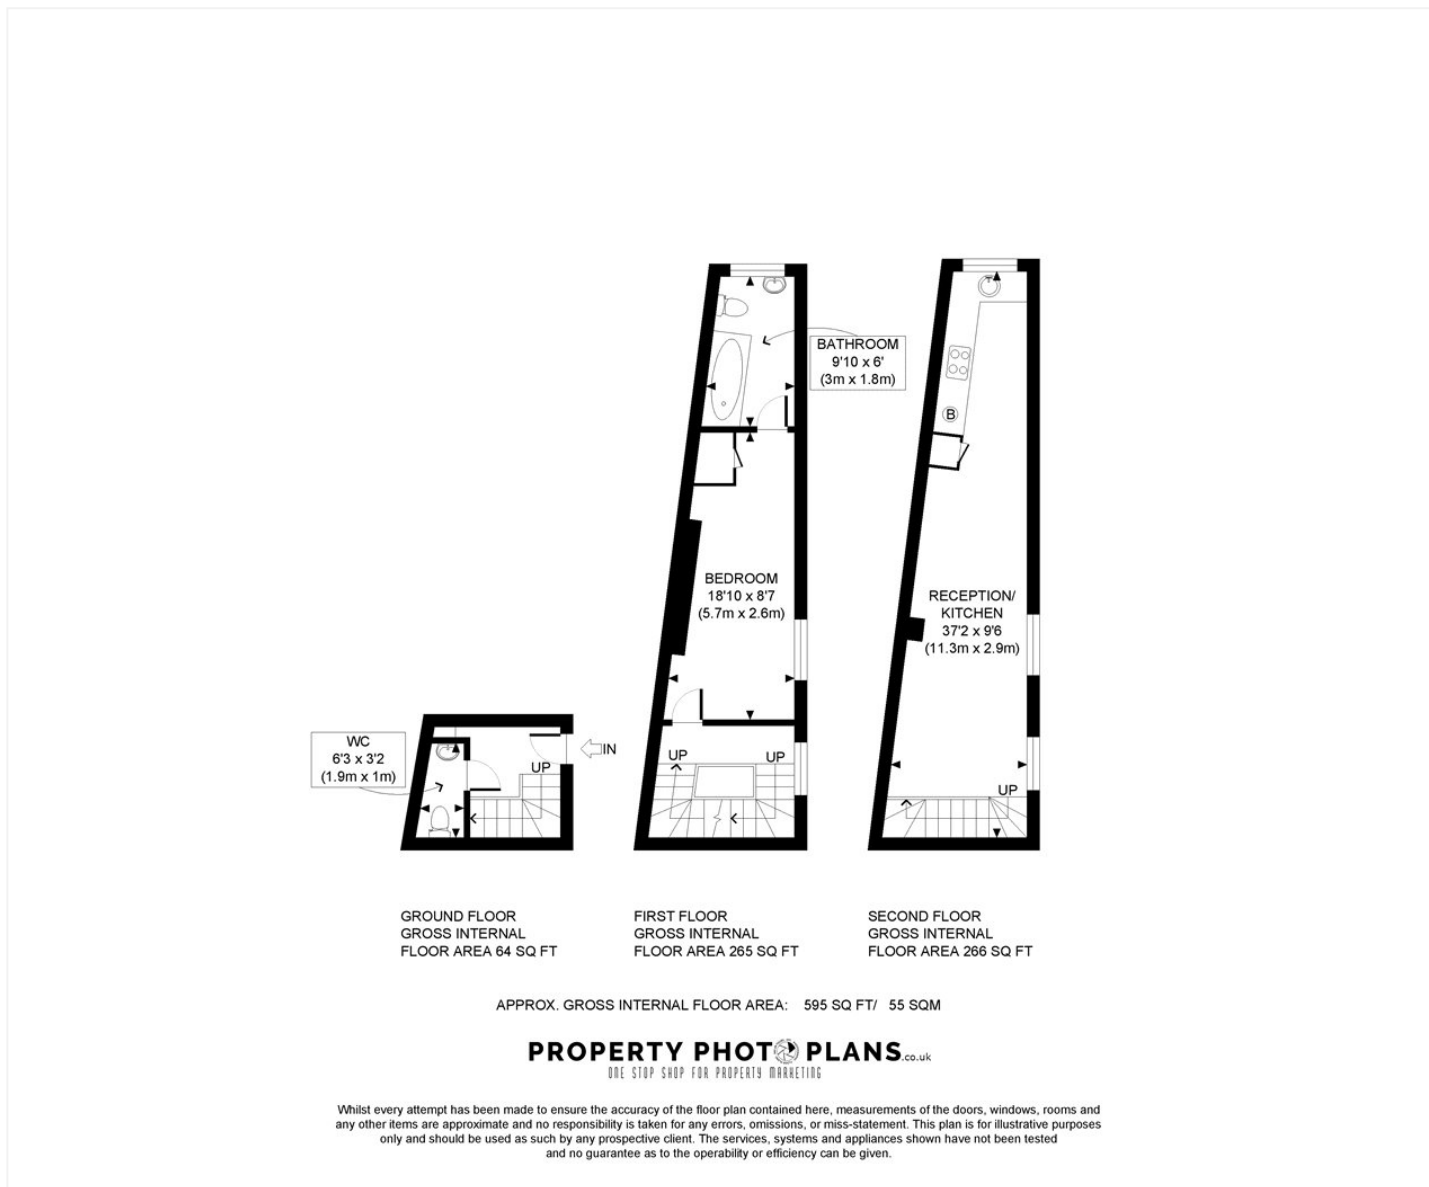 BATHROOM
9'10 x 6'
(3m x 1.8m)
B
BEDROOM
18'10 x 8'7
(5.7m x 2.6m)
RECEPTION/
KITCHEN
37'2 x 9'6
(11.3m x 2.9m)
WC
6'3 x 3'2
(1.9m x 1m)
IN
UP
UP
UP
UP
GROUND FLOOR
GROSS INTERNAL
FLOOR AREA 64 SQ FT
FIRST FLOOR
GROSS INTERNAL
FLOOR AREA 265 SQ FT
SECOND FLOOR
GROSS INTERNAL
FLOOR AREA 266 SQ FT
APPROX. GROSS INTERNAL FLOOR AREA: 595 SQ FT/ 55 SQM
PROPERTY PHOTO PLANS.co.uk
ONE STOP SHOP FOR PROPERTY MARKETING
Whilst every attempt has been made to ensure the accuracy of the floor plan contained here, measurements of the doors, windows, rooms and
any other items are approximate and no responsibility is taken for any errors, omissions, or miss-statement. This plan is for illustrative purposes
only and should be used as such by any prospective client. The services, systems and appliances shown have not been tested
and no guarantee as to the operability or efficiency can be given.